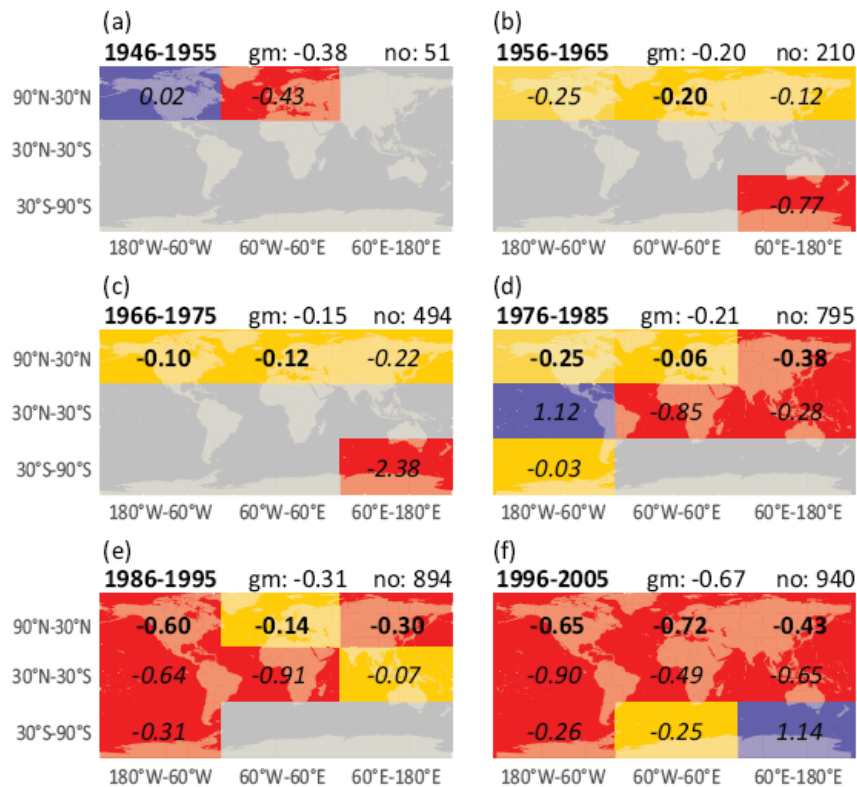 (a)
1946-1955 gm: -0.38 no: 51
90°N-30°N 0.02 -0.43
30°N-30°S
30°S-90°S
180°W-60°W 60°W-60°E 60°E-180°E
(b)
1956-1965 gm: -0.20 no: 210
-0.25 -0.20 -0.12
-0.77
180°W-60°W 60°W-60°E 60°E-180°E
(c)
1966-1975 gm: -0.15 no: 494
90°N-30°N -0.10 -0.12 -0.22
30°N-30°S
30°S-90°S -2.38
180°W-60°W 60°W-60°E 60°E-180°E
(d)
1976-1985 gm: -0.21 no: 795
-0.25 -0.06 -0.38
1.12 -0.85 -0.28
-0.03
180°W-60°W 60°W-60°E 60°E-180°E
(e)
1986-1995 gm: -0.31 no: 894
90°N-30°N -0.60 -0.14 -0.30
30°N-30°S -0.64 -0.91 -0.07
30°S-90°S -0.31
180°W-60°W 60°W-60°E 60°E-180°E
(f)
1996-2005 gm: -0.67 no: 940
-0.65 -0.72 -0.43
-0.90 -0.49 -0.65
-0.26 -0.25 1.14
180°W-60°W 60°W-60°E 60°E-180°E